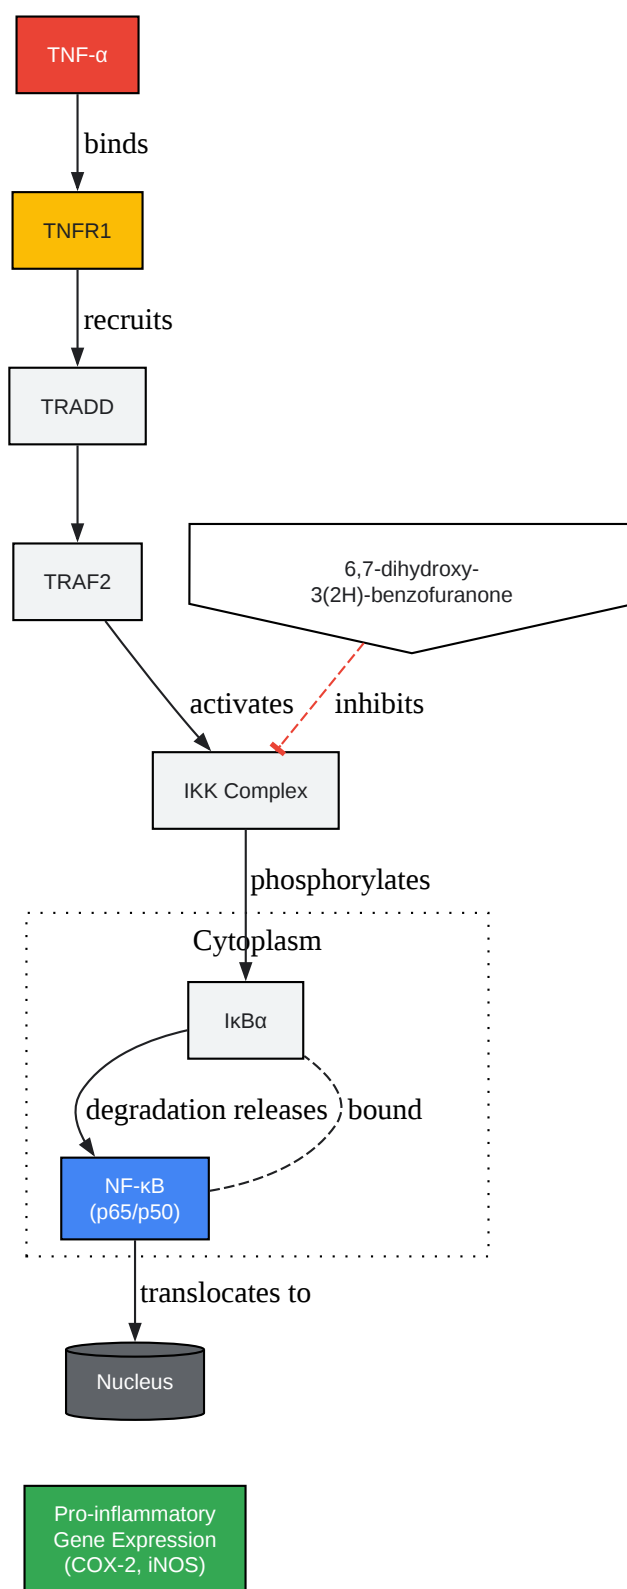 TNF-α
binds
TNFR1
recruits
TRADD
TRAF2
6,7-dihydroxy-
3(2H)-benzofuranone
activates
inhibits
IKK Complex
phosphorylates
Cytoplasm
IκBα
degradation releases
bound
NF-κB
(p65/p50)
translocates to
Nucleus
Pro-inflammatory
Gene Expression
(COX-2, iNOS)